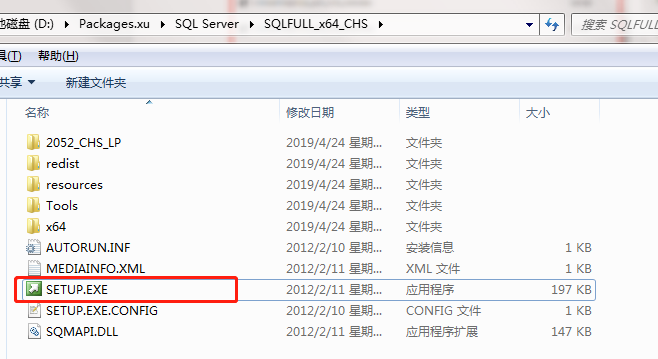 也磁盘 (D:) ▸ Packages.xu ▸ SQL Server ▸ SQLFULL_x64_CHS ▸ 搜索 SQLFULL
具(T) 帮助(H)
共享 新建文件夹
名称 修改日期 类型 大小
2052_CHS_LP 2019/4/24 星期... 文件夹
redist 2019/4/24 星期... 文件夹
resources 2019/4/24 星期... 文件夹
Tools 2019/4/24 星期... 文件夹
x64 2019/4/24 星期... 文件夹
AUTORUN.INF 2012/2/10 星期... 安装信息 1 KB
MEDIAINFO.XML 2012/2/11 星期... XML 文件 1 KB
SETUP.EXE 2012/2/11 星期... 应用程序 197 KB
SETUP.EXE.CONFIG 2012/2/10 星期... CONFIG 文件 1 KB
SQMAPI.DLL 2012/2/11 星期... 应用程序扩展 147 KB